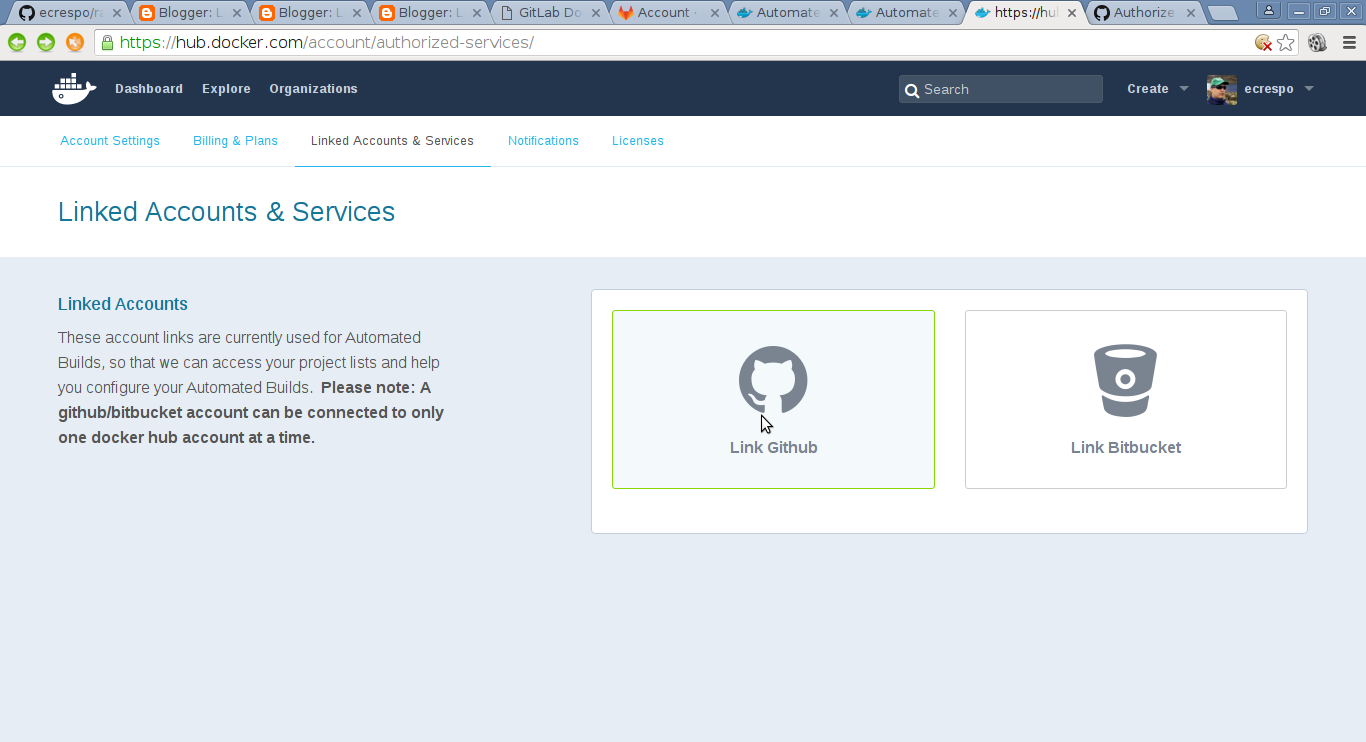 ecrespo/ra
Blogger: L
Blogger: L
Blogger: L
GitLab Do
Account ·
Automate
Automate
https://hu
Authorize
https://hub.docker.com/account/authorized-services/
Dashboard
Explore
Organizations
Search
Create
ecrespo
Account Settings
Billing & Plans
Linked Accounts & Services
Notifications
Licenses
Linked Accounts & Services
Linked Accounts
These account links are currently used for Automated
Builds, so that we can access your project lists and help
you configure your Automated Builds. Please note: A
github/bitbucket account can be connected to only
one docker hub account at a time.
Link Github
Link Bitbucket